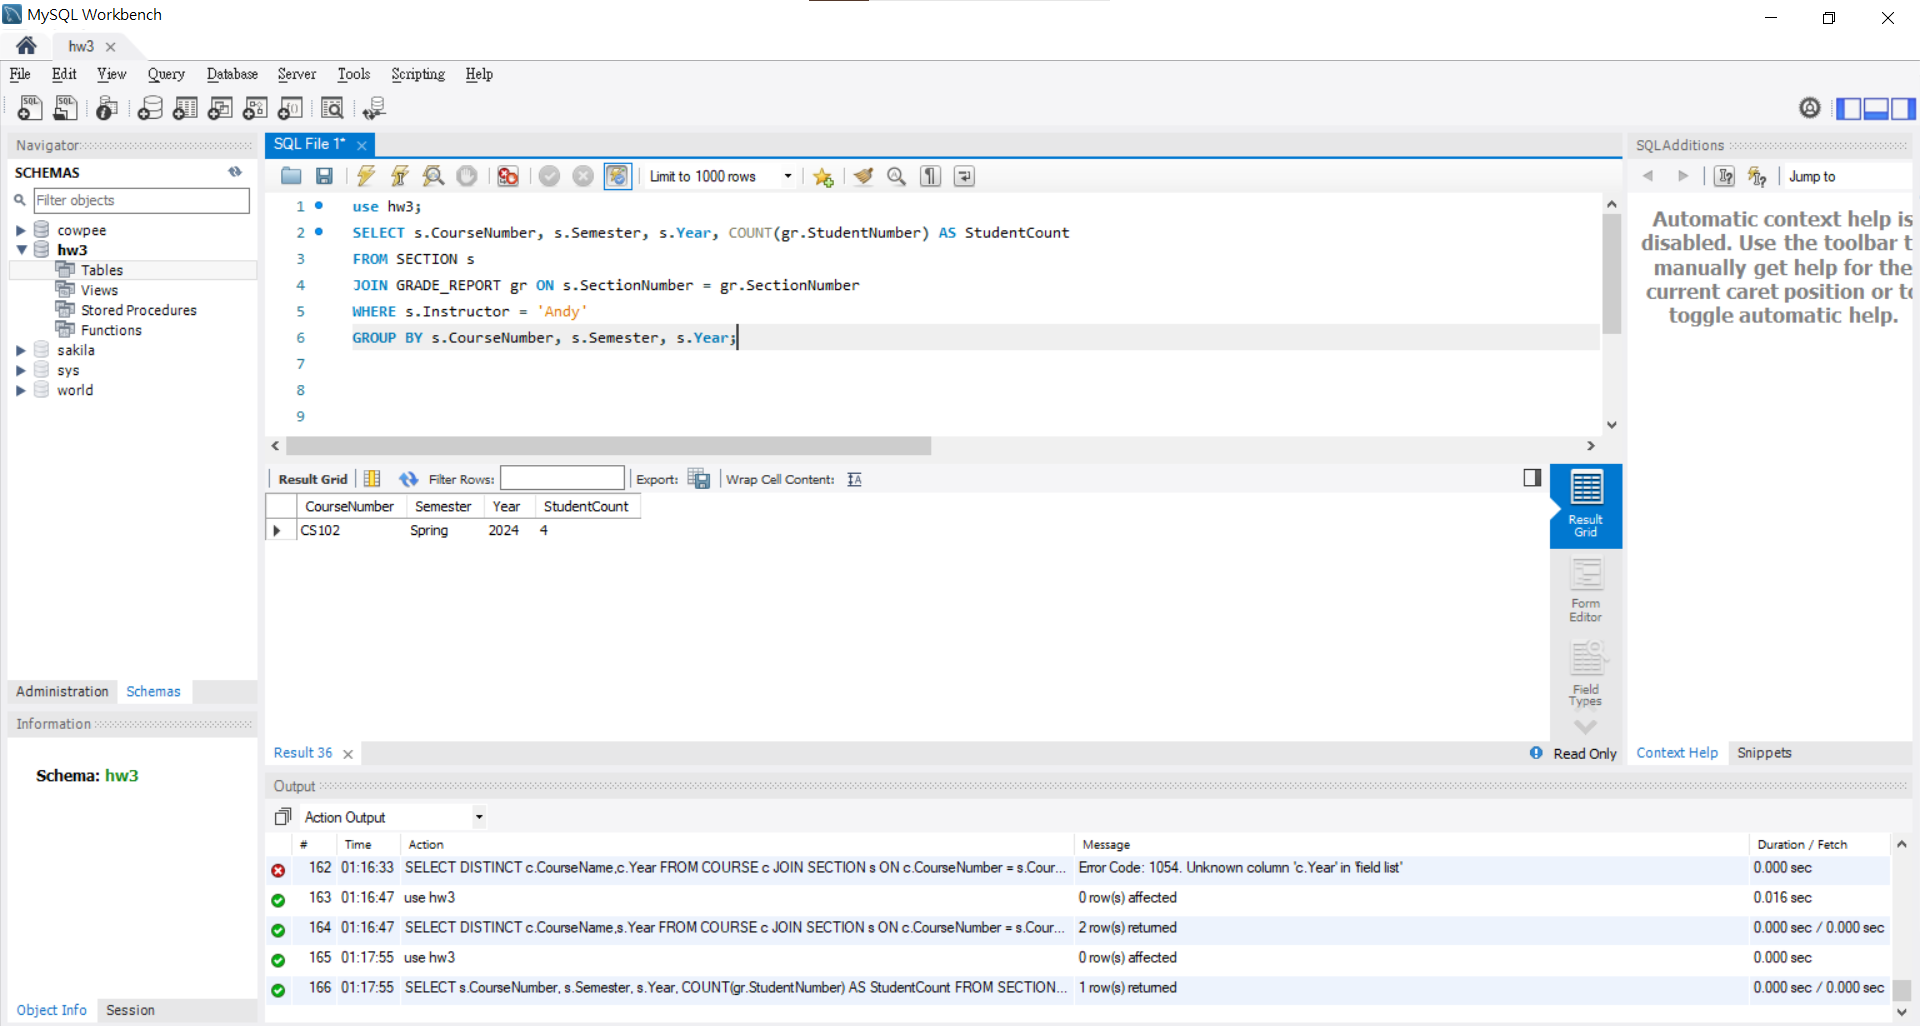 MySQL Workbench
hw3
File Edit View Query Database Server Tools Scripting Help
Navigator
SCHEMAS
Filter objects
cowpee
hw3
Tables
Views
Stored Procedures
Functions
sakila
sys
world
Administration Schemas
Information
Schema: hw3
Object Info Session
SQL File 1*
Limit to 1000 rows
1 use hw3;
2 SELECT s.CourseNumber, s.Semester, s.Year, COUNT(gr.StudentNumber) AS StudentCount
3 FROM SECTION s
4 JOIN GRADE_REPORT gr ON s.SectionNumber = gr.SectionNumber
5 WHERE s.Instructor = 'Andy'
6 GROUP BY s.CourseNumber, s.Semester, s.Year;
7
8
9
Result Grid Filter Rows: Export: Wrap Cell Content:
CourseNumber Semester Year StudentCount
CS102 Spring 2024 4
Result Grid
Form Editor
Field Types
Result 36
Read Only
SQLAdditions
Jump to
Automatic context help is
disabled. Use the toolbar t
manually get help for the
current caret position or to
toggle automatic help.
Context Help Snippets
Output
Action Output
# Time Action Message Duration / Fetch
162 01:16:33 SELECT DISTINCT c.CourseName,c.Year FROM COURSE c JOIN SECTION s ON c.CourseNumber = s.Cour... Error Code: 1054. Unknown column 'c.Year' in 'field list' 0.000 sec
163 01:16:47 use hw3 0 row(s) affected 0.016 sec
164 01:16:47 SELECT DISTINCT c.CourseName,s.Year FROM COURSE c JOIN SECTION s ON c.CourseNumber = s.Cour... 2 row(s) returned 0.000 sec / 0.000 sec
165 01:17:55 use hw3 0 row(s) affected 0.000 sec
166 01:17:55 SELECT s.CourseNumber, s.Semester, s.Year, COUNT(gr.StudentNumber) AS StudentCount FROM SECTION... 1 row(s) returned 0.000 sec / 0.000 sec